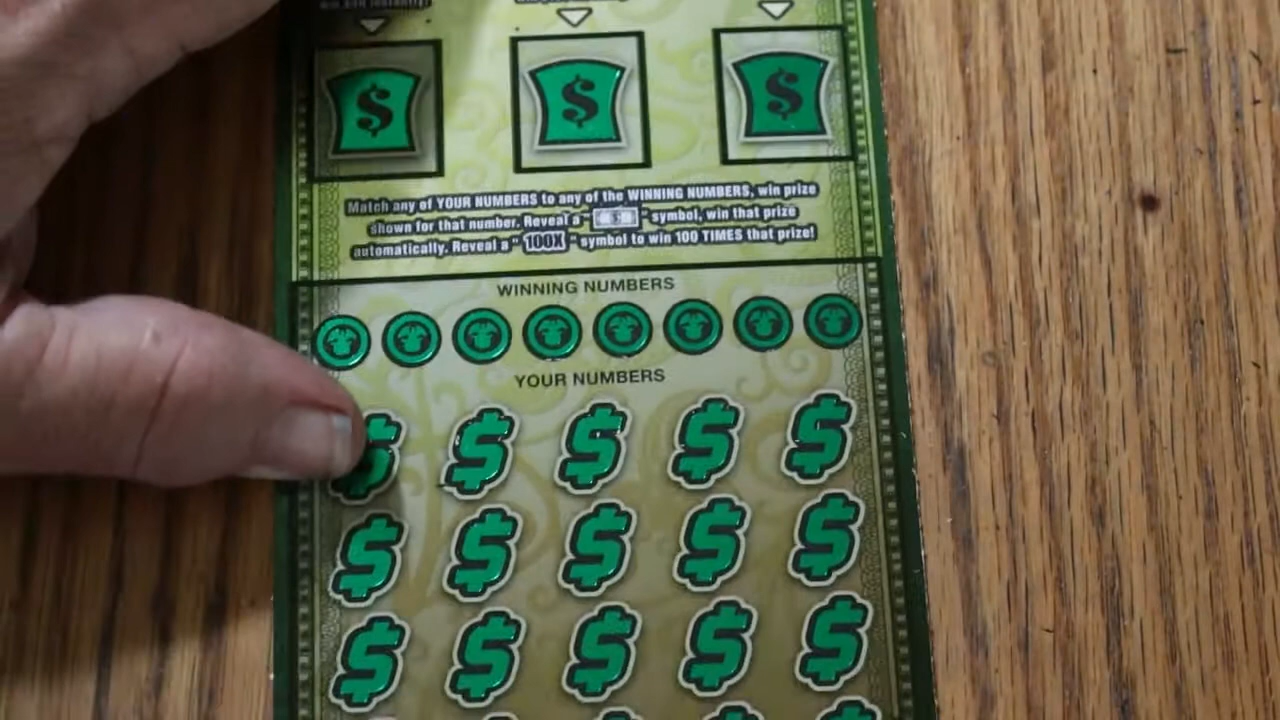 Match any of YOUR NUMBERS to any of the WINNING NUMBERS, win prize
shown for that number. Reveal a " $ " symbol, win that prize
automatically. Reveal a " 100X " symbol to win 100 TIMES that prize!
WINNING NUMBERS
YOUR NUMBERS